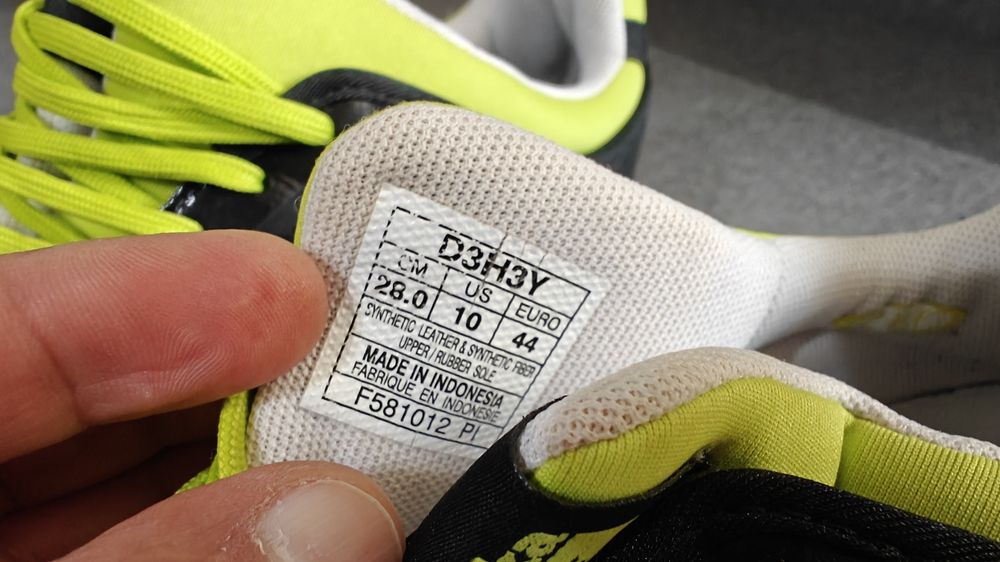 D3H3Y
CM US EURO
28.0 10 44
SYNTHETIC LEATHER & SYNTHETIC FIBER
UPPER / RUBBER SOLE
MADE IN INDONESIA
FABRIQUE EN INDONESIE
F581012 PI